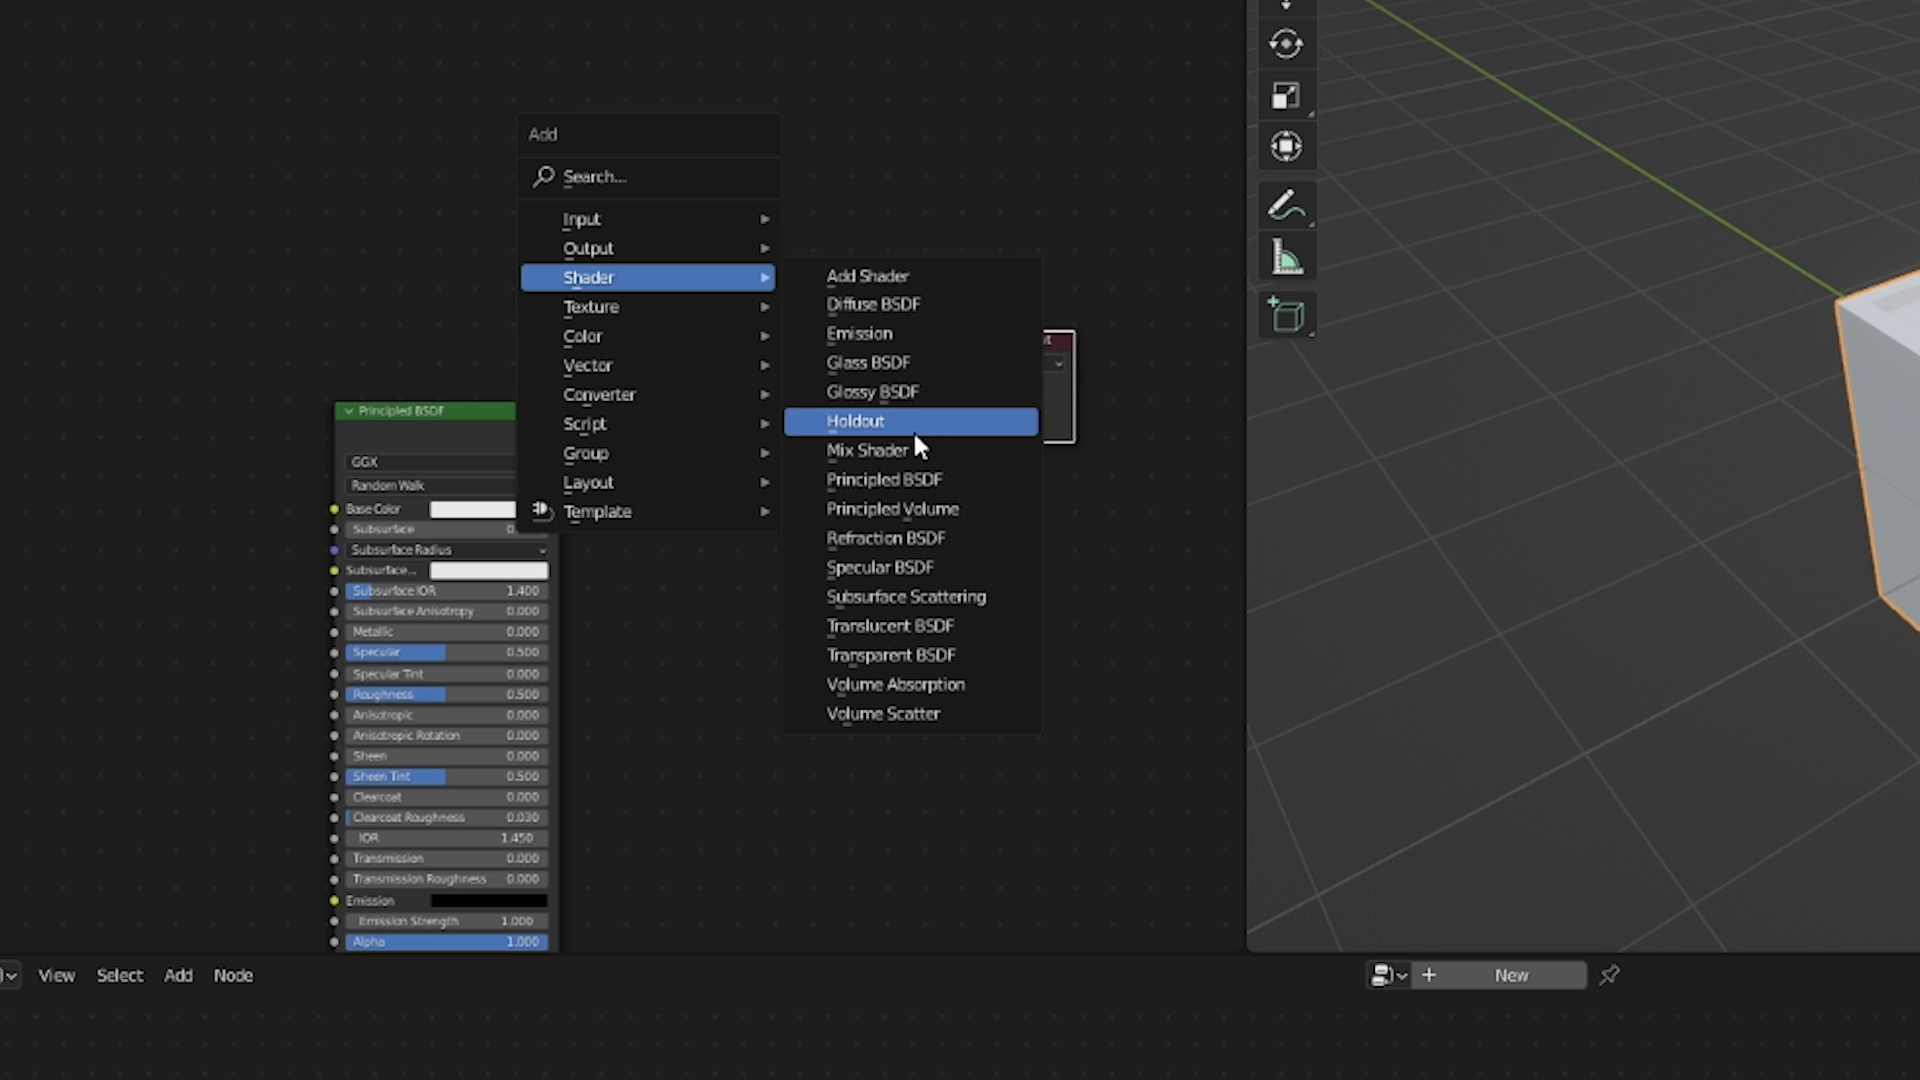 Add
Search...
Input
Output
Shader
Texture
Color
Vector
Converter
Script
Group
Layout
Template
Add Shader
Diffuse BSDF
Emission
Glass BSDF
Glossy BSDF
Holdout
Mix Shader
Principled BSDF
Principled Volume
Refraction BSDF
Specular BSDF
Subsurface Scattering
Translucent BSDF
Transparent BSDF
Volume Absorption
Volume Scatter
Principled BSDF
GGX
Random Walk
Base Color
Subsurface
Subsurface Radius
Subsurface...
Subsurface IOR 1.400
Subsurface Anisotropy 0.000
Metallic 0.000
Specular 0.500
Specular Tint 0.000
Roughness 0.500
Anisotropic 0.000
Anisotropic Rotation 0.000
Sheen 0.000
Sheen Tint 0.500
Clearcoat 0.000
Clearcoat Roughness 0.030
IOR 1.450
Transmission 0.000
Transmission Roughness 0.000
Emission
Emission Strength 1.000
Alpha 1.000
View Select Add Node
New